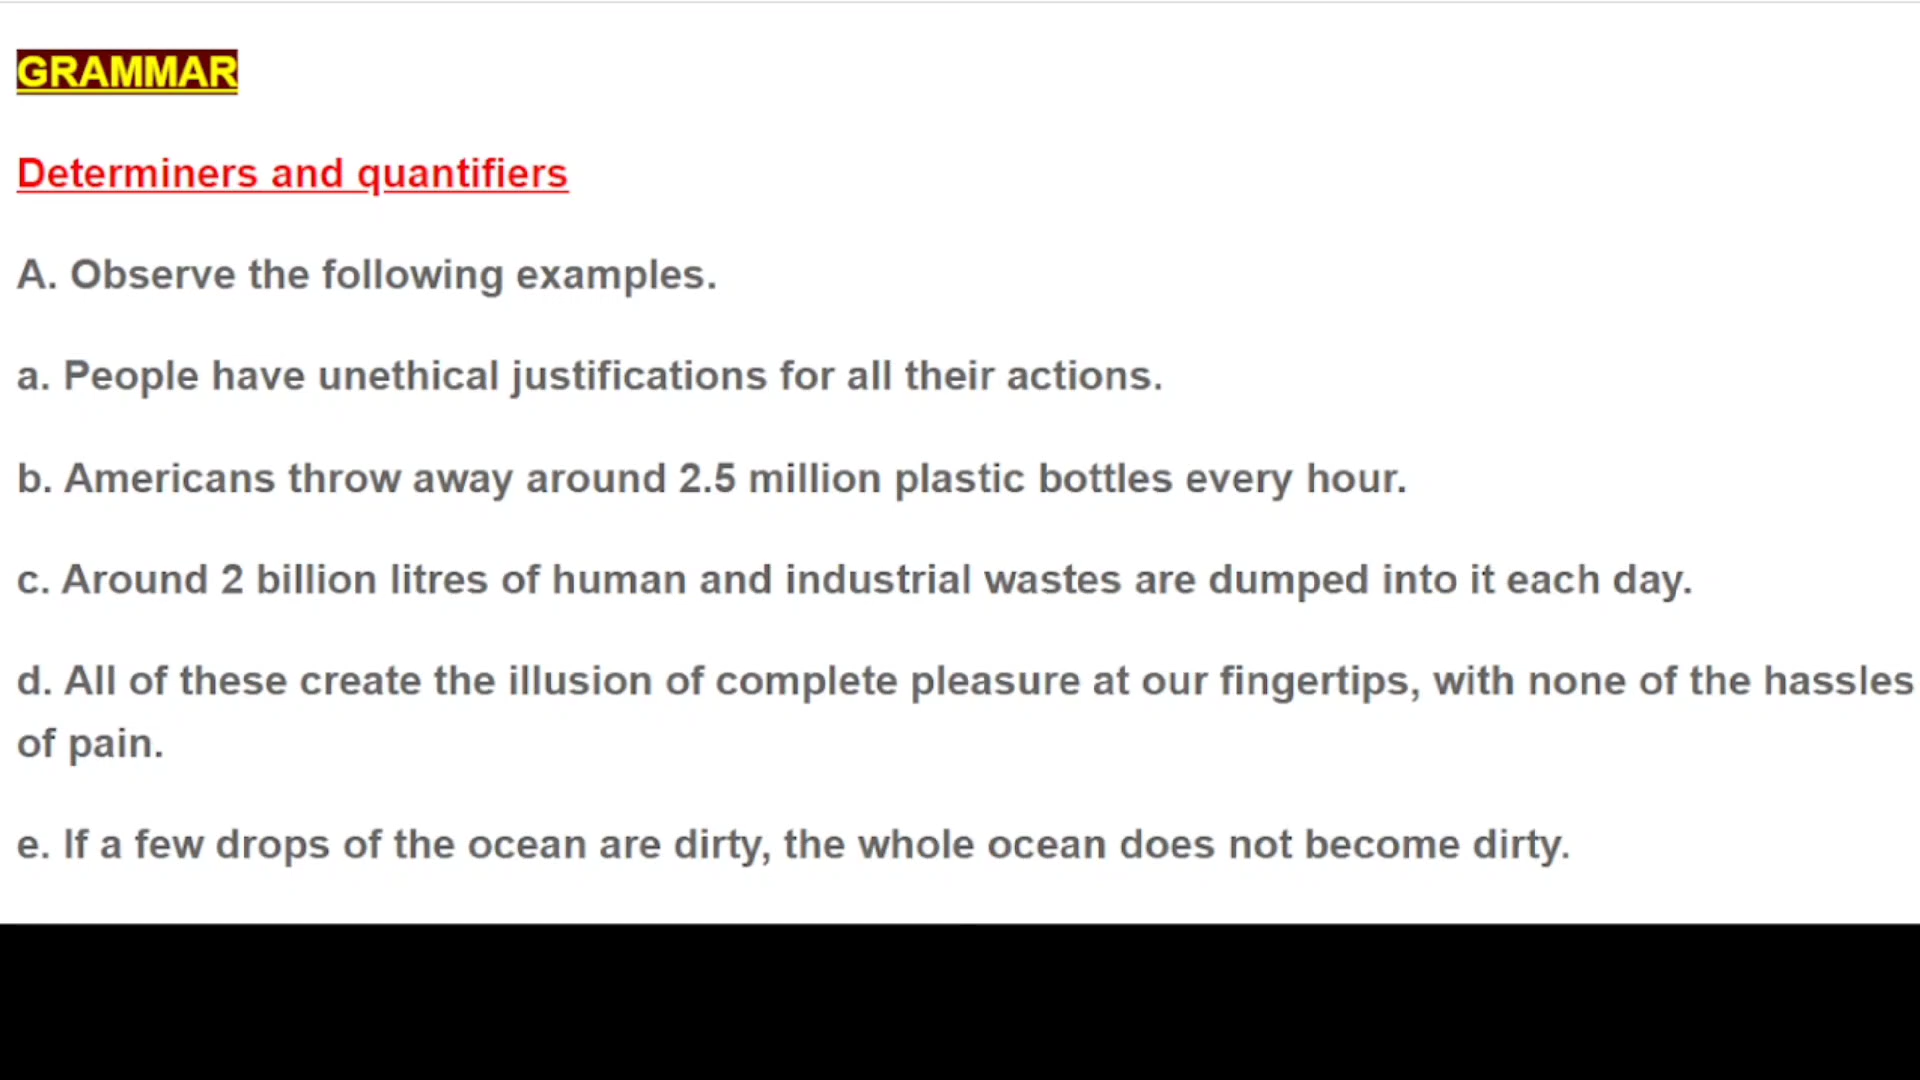 GRAMMAR
Determiners and quantifiers
A. Observe the following examples.
a. People have unethical justifications for all their actions.
b. Americans throw away around 2.5 million plastic bottles every hour.
c. Around 2 billion litres of human and industrial wastes are dumped into it each day.
d. All of these create the illusion of complete pleasure at our fingertips, with none of the hassles
of pain.
e. If a few drops of the ocean are dirty, the whole ocean does not become dirty.